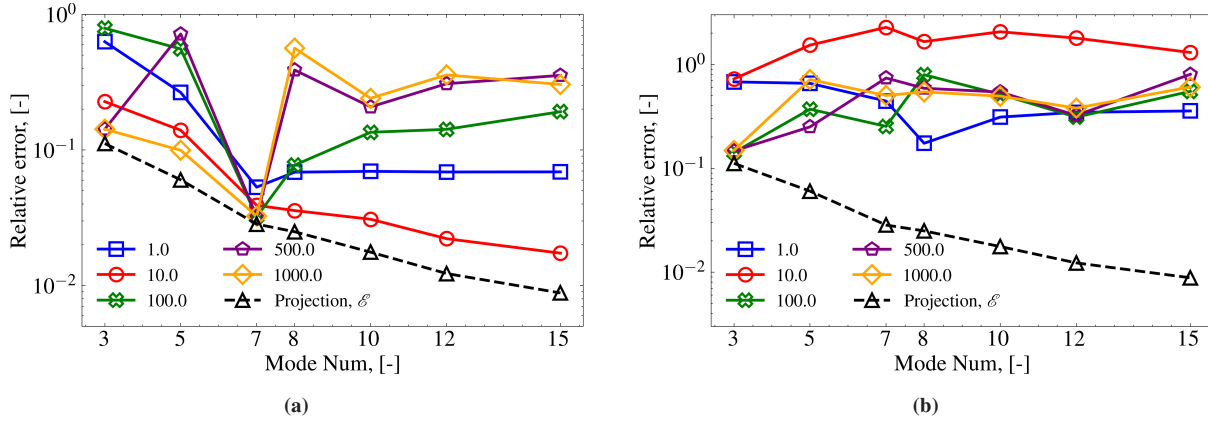 10⁰
10⁻¹
10⁻²
Relative error, [-]
1.0
10.0
100.0
500.0
1000.0
Projection, ℰ
3 5 7 8 10 12 15
Mode Num, [-]
(a)
10⁰
10⁻¹
10⁻²
Relative error, [-]
1.0
10.0
100.0
500.0
1000.0
Projection, ℰ
3 5 7 8 10 12 15
Mode Num, [-]
(b)